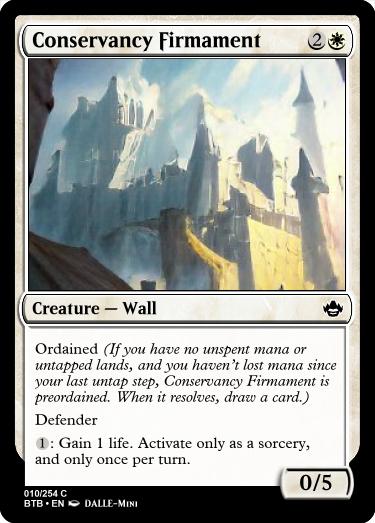 Conservancy Firmament 2
Creature — Wall
Ordained (If you have no unspent mana or
untapped lands, and you haven't lost mana since
your last untap step, Conservancy Firmament is
preordained. When it resolves, draw a card.)
Defender
1: Gain 1 life. Activate only as a sorcery,
and only once per turn.
0/5
010/254 C
BTB • EN DALLE-Mini